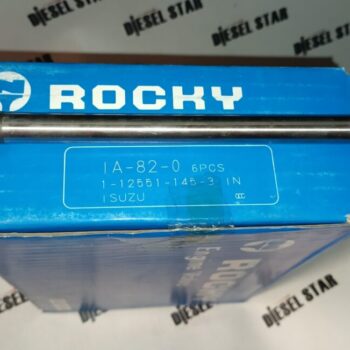 DIESEL STAR
DIESEL STAR
ROCKY
IA-82-0 6PCS
1-12551-145-3 IN
ISUZU
ROCKY
DIESEL STAR
DIESEL STAR